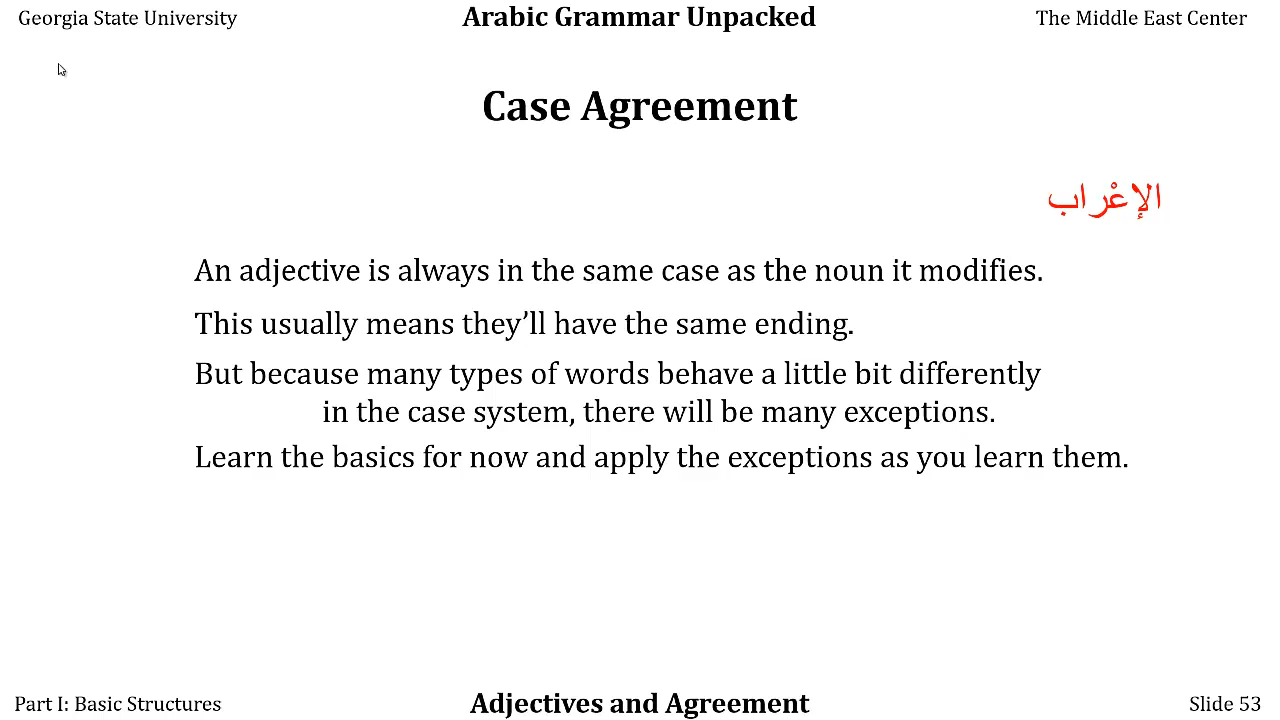 Georgia State University
Arabic Grammar Unpacked
The Middle East Center
Case Agreement
الإعْراب
An adjective is always in the same case as the noun it modifies.
This usually means they’ll have the same ending.
But because many types of words behave a little bit differently
in the case system, there will be many exceptions.
Learn the basics for now and apply the exceptions as you learn them.
Part I: Basic Structures
Adjectives and Agreement
Slide 53